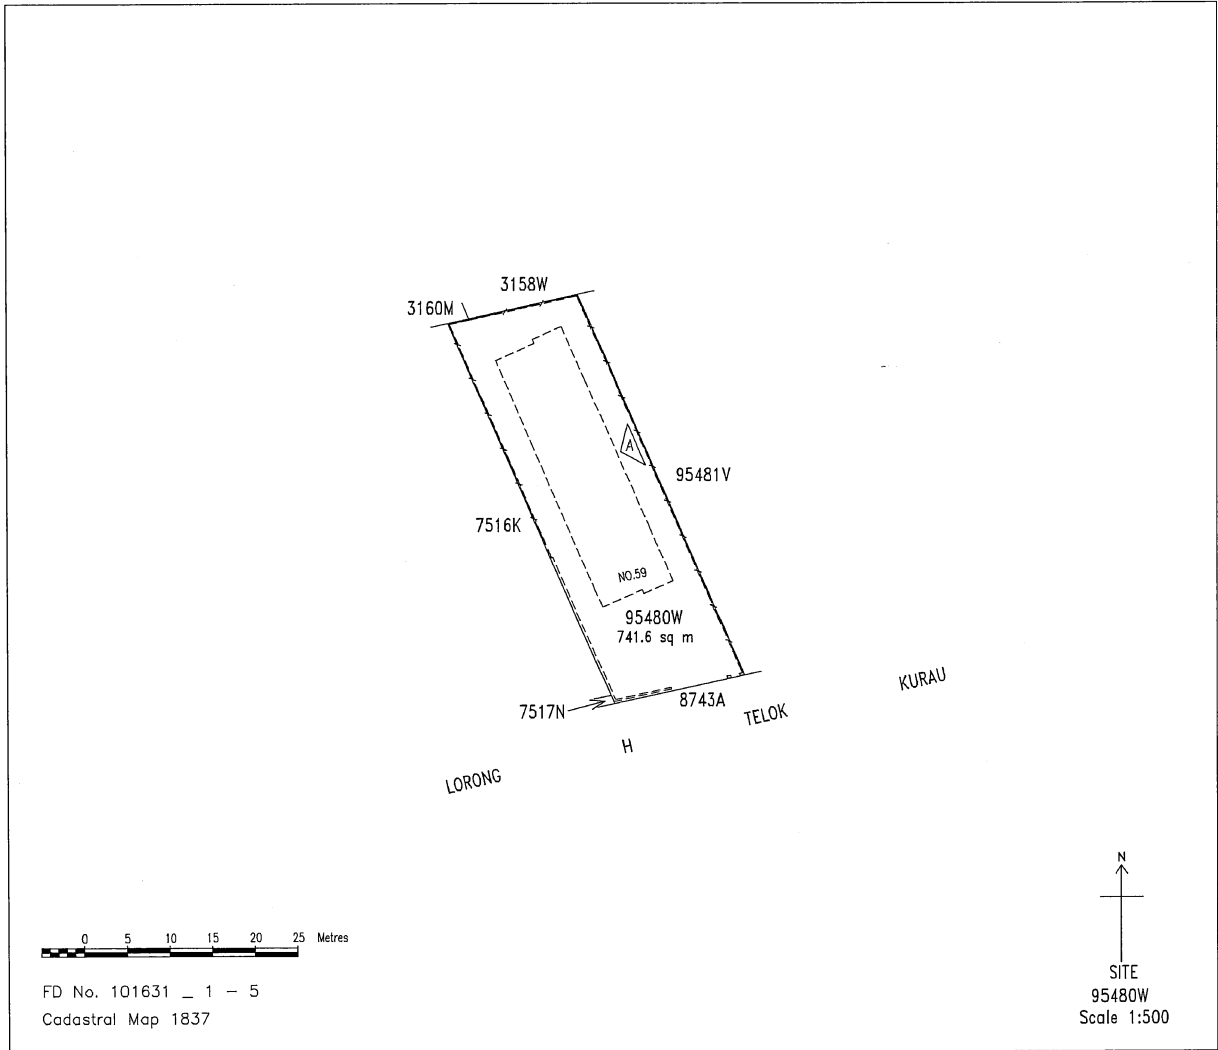 3158W
3160M
A
95481V
7516K
NO.59
95480W
741.6 sq m
KURAU
8743A
7517N
TELOK
H
LORONG
N
0 5 10 15 20 25 Metres
SITE
FD No. 101631 _ 1 - 5
95480W
Cadastral Map 1837
Scale 1:500